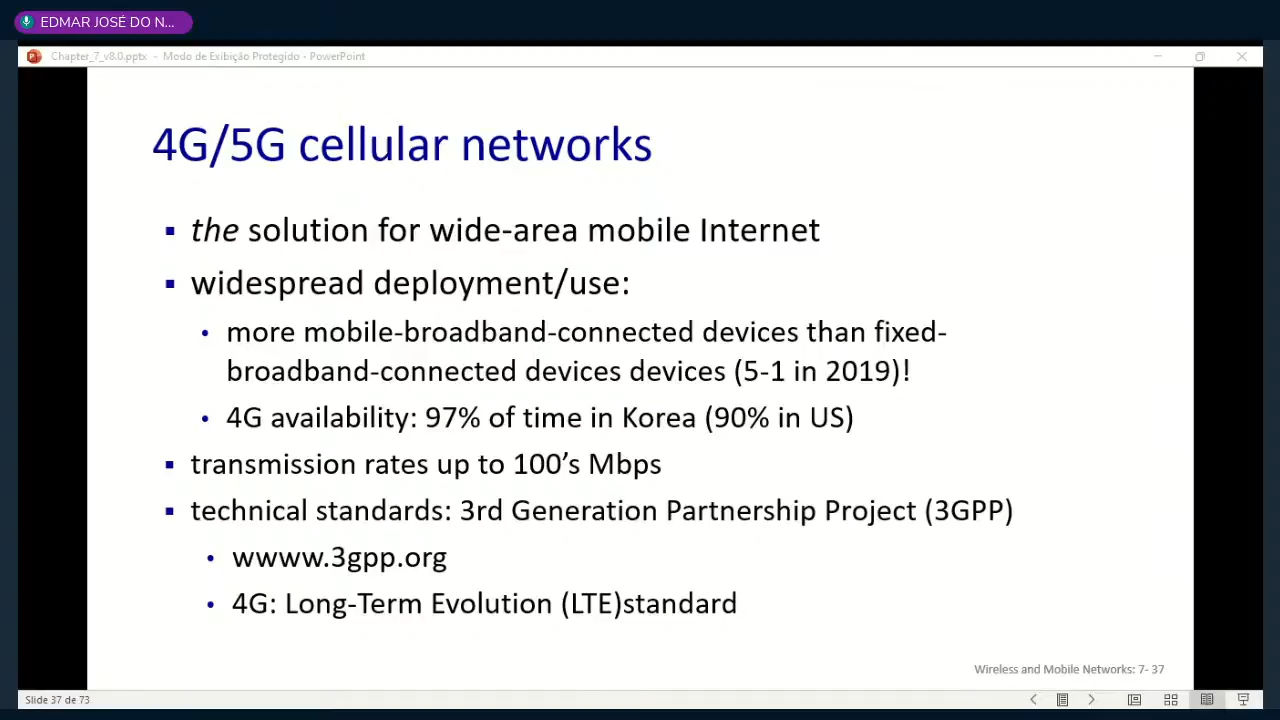 EDMAR JOSÉ DO N...
Chapter_7_v8.0.pptx - Modo de Exibição Protegido - PowerPoint
4G/5G cellular networks
▪ the solution for wide-area mobile Internet
▪ widespread deployment/use:
• more mobile-broadband-connected devices than fixed-
broadband-connected devices devices (5-1 in 2019)!
• 4G availability: 97% of time in Korea (90% in US)
▪ transmission rates up to 100’s Mbps
▪ technical standards: 3rd Generation Partnership Project (3GPP)
• wwww.3gpp.org
• 4G: Long-Term Evolution (LTE)standard
Wireless and Mobile Networks: 7- 37
Slide 37 de 73